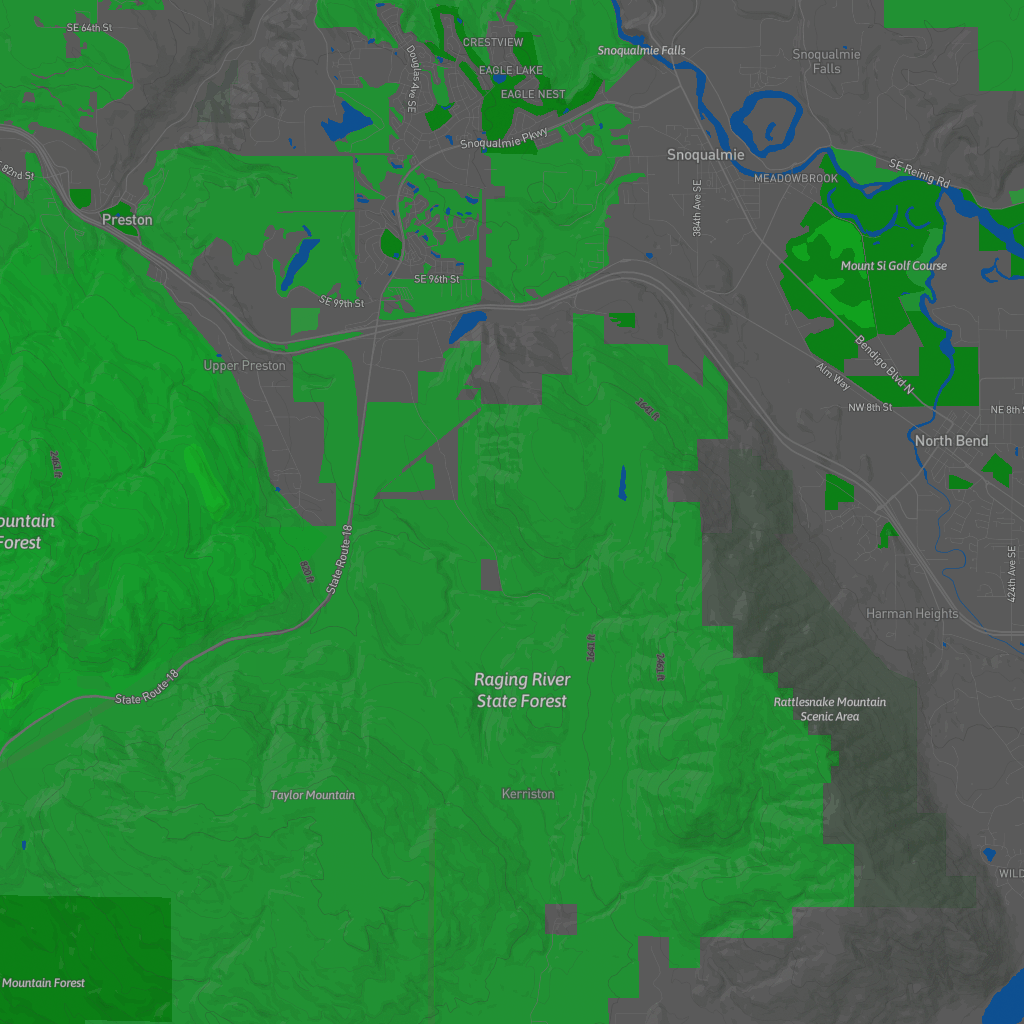 SE 64th St
Douglas Ave SE
CRESTVIEW
EAGLE LAKE
EAGLE NEST
Snoqualmie Falls
Snoqualmie
Falls
Snoqualmie Pkwy
Snoqualmie
MEADOWBROOK
SE Reinig Rd
82nd St
Preston
384th Ave SE
SE 96th St
SE 99th St
Mount Si Golf Course
Upper Preston
Bendigo Blvd N
Alm Way
NW 8th St
NE 8th S
1641 ft
North Bend
2461 ft
ountain
Forest
State Route 18
820 ft
424th Ave SE
Harman Heights
1641 ft
2461 ft
Raging River
State Forest
State Route 18
Rattlesnake Mountain
Scenic Area
Taylor Mountain
Kerriston
WILD
Mountain Forest